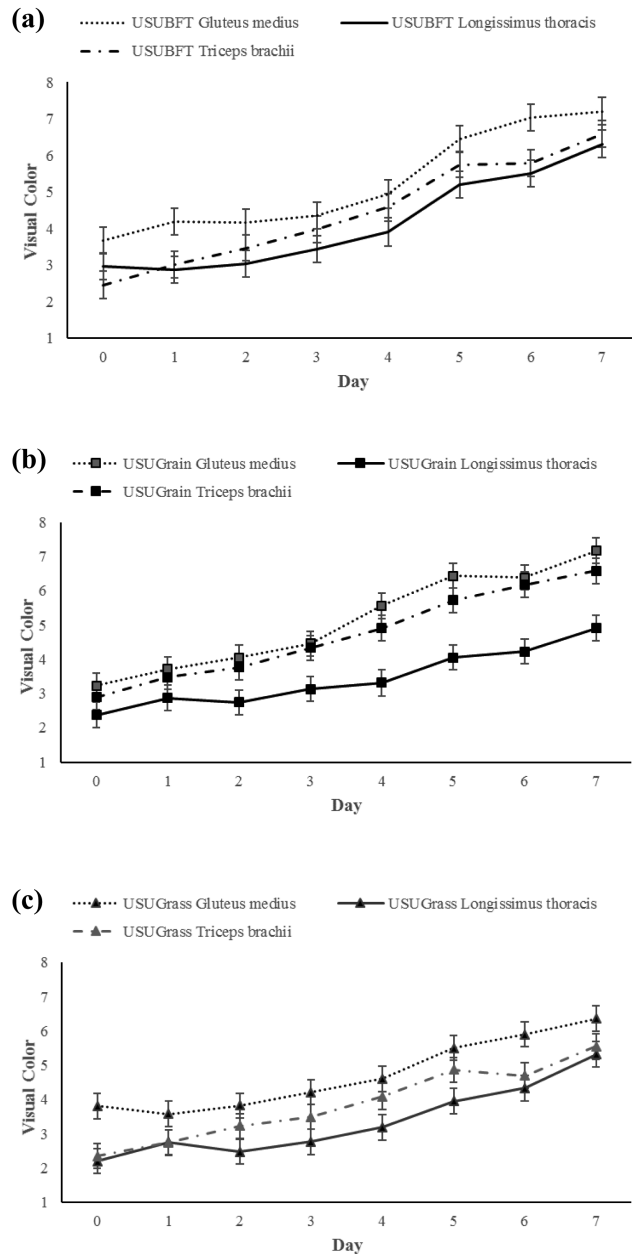 (a)
USUBFT Gluteus medius USUBFT Longissimus thoracis
USUBFT Triceps brachii
8
7
6
5
4
3
2
1
Visual Color
0 1 2 3 4 5 6 7
Day
(b)
USUGrain Gluteus medius USUGrain Longissimus thoracis
USUGrain Triceps brachii
8
7
6
5
4
3
2
1
Visual Color
0 1 2 3 4 5 6 7
Day
(c)
USUGrass Gluteus medius USUGrass Longissimus thoracis
USUGrass Triceps brachii
8
7
6
5
4
3
2
1
Visual Color
0 1 2 3 4 5 6 7
Day